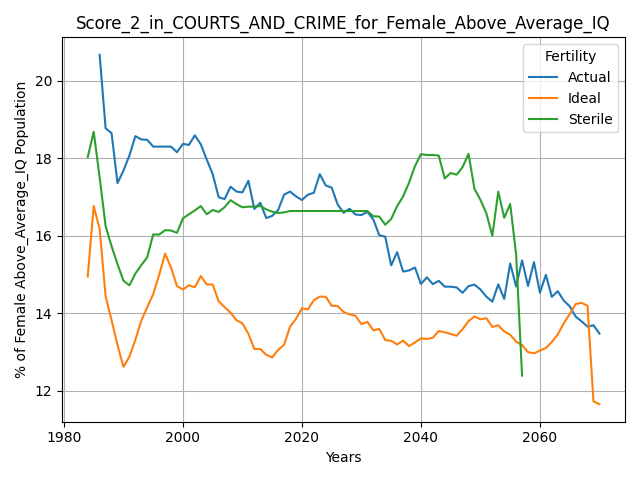 Score_2_in_COURTS_AND_CRIME_for_Female_Above_Average_IQ
% of Female Above_Average_IQ Population
20
18
16
14
12
Fertility
Actual
Ideal
Sterile
1980
2000
2020
2040
2060
Years